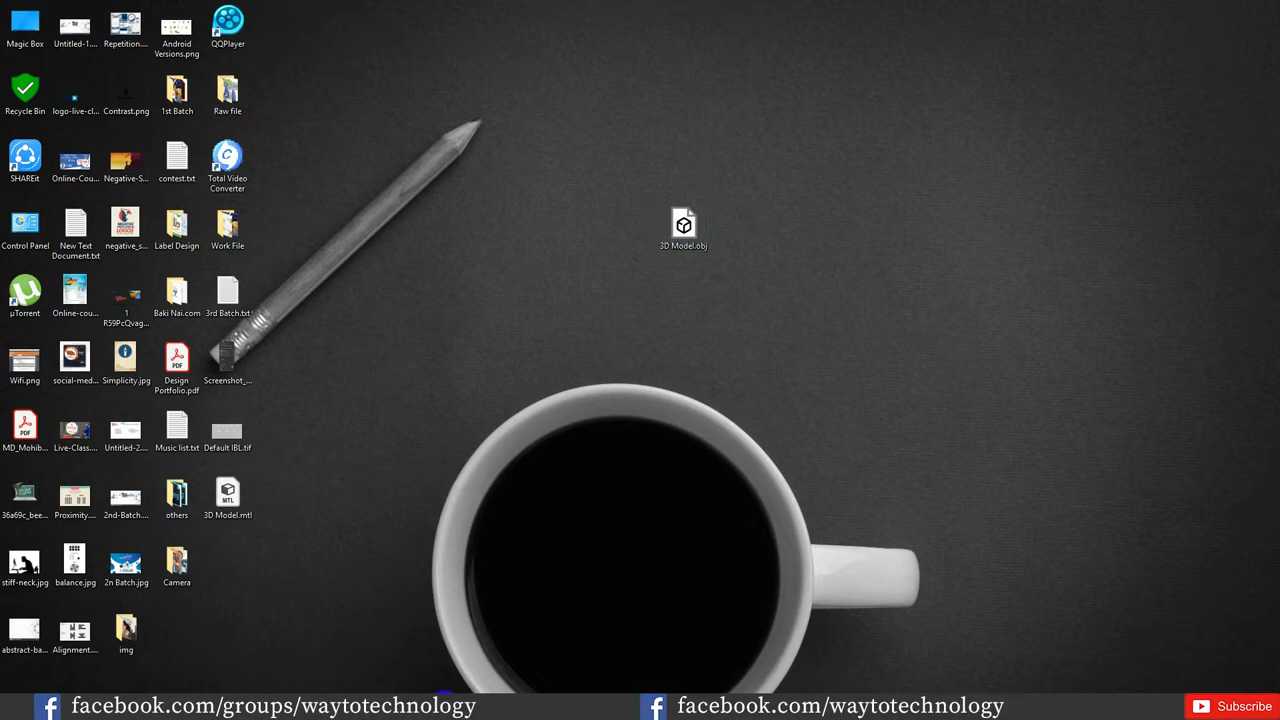 Magic Box
Untitled-1....
Repetition....
Android
Versions.png
QQPlayer
Recycle Bin
logo-live-cl...
Contrast.png
1st Batch
Raw file
SHAREit
Online-Cou...
Negative-S...
contest.txt
Total Video
Converter
Control Panel
New Text
Document.txt
negative_s...
Label Design
Work File
3D Model.obj
µTorrent
Online-cou...
1
R59PcQvag...
Baki Nai.com
3rd Batch.txt
Wifi.png
social-med...
Simplicity.jpg
Design
Portfolio.pdf
Screenshot_...
MD_Mohib...
Live-Class...
Untitled-2....
Music list.txt
Default IBL.tif
36a69c_bee...
Proximity....
2nd-Batch....
others
3D Model.mtl
stiff-neck.jpg
balance.jpg
2n Batch.jpg
Camera
abstract-ba...
Alignment....
img
PDF
PDF
MTL
facebook.com/groups/waytotechnology
facebook.com/waytotechnology
Subscribe